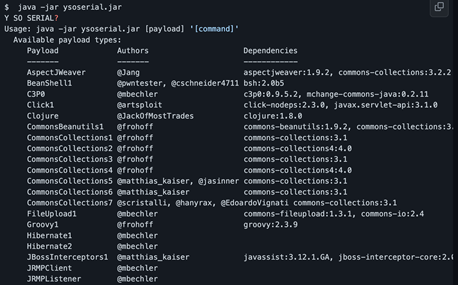 $ java -jar ysoserial.jar
Y SO SERIAL?
Usage: java -jar ysoserial.jar [payload] '[command]'
Available payload types:
Payload Authors Dependencies
------- ------- ------------
AspectJWeaver @Jang aspectjweaver:1.9.2, commons-collections:3.2.2
BeanShell1 @pwntester, @cschneider4711 bsh:2.0b5
C3P0 @mbechler c3p0:0.9.5.2, mchange-commons-java:0.2.11
Click1 @artsploit click-nodeps:2.3.0, javax.servlet-api:3.1.0
Clojure @JackOfMostTrades clojure:1.8.0
CommonsBeanutils1 @frohoff commons-beanutils:1.9.2, commons-collections:3.
CommonsCollections1 @frohoff commons-collections:3.1
CommonsCollections2 @frohoff commons-collections4:4.0
CommonsCollections3 @frohoff commons-collections:3.1
CommonsCollections4 @frohoff commons-collections4:4.0
CommonsCollections5 @matthias_kaiser, @jasinner commons-collections:3.1
CommonsCollections6 @matthias_kaiser commons-collections:3.1
CommonsCollections7 @scristalli, @hanyrax, @EdoardoVignati commons-collections:3.1
FileUpload1 @mbechler commons-fileupload:1.3.1, commons-io:2.4
Groovy1 @frohoff groovy:2.3.9
Hibernate1 @mbechler
Hibernate2 @mbechler
JBossInterceptors1 @matthias_kaiser javassist:3.12.1.GA, jboss-interceptor-core:2.0
JRMPClient @mbechler
JRMPListener @mbechler